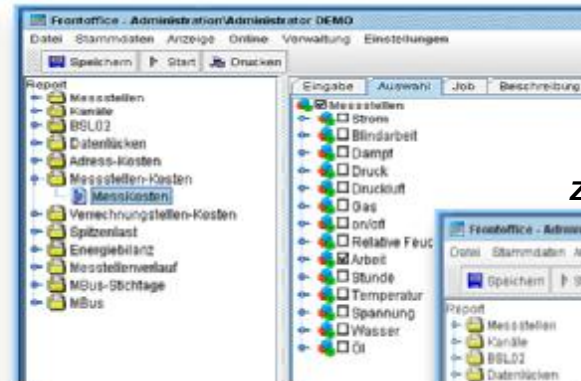 Frontoffice - Administration\Administrator DEMO
Datei Stammdaten Anzeige Online Verwaltung Einstellungen
Speichern Start Drucken
Report
Messstellen
Kanäle
BSL02
Datenlücken
Adress-Kosten
Messstellen-Kosten
MessKosten
Verrechnungstellen-Kosten
Spitzenlast
Energiebilanz
Messtellenverlauf
MBus-Stichtage
MBus
Eingabe Auswahl Job Beschreibung
Messstellen
Strom
Blindarbeit
Dampf
Druck
Druckluft
Gas
on/off
Relative Feuc
Arbeit
Stunde
Temperatur
Spannung
Wasser
Öl
Z
Frontoffice - Admin
Datei Stammdaten
Speichern
Report
Messstellen
Kanäle
BSL02
Datenlücken